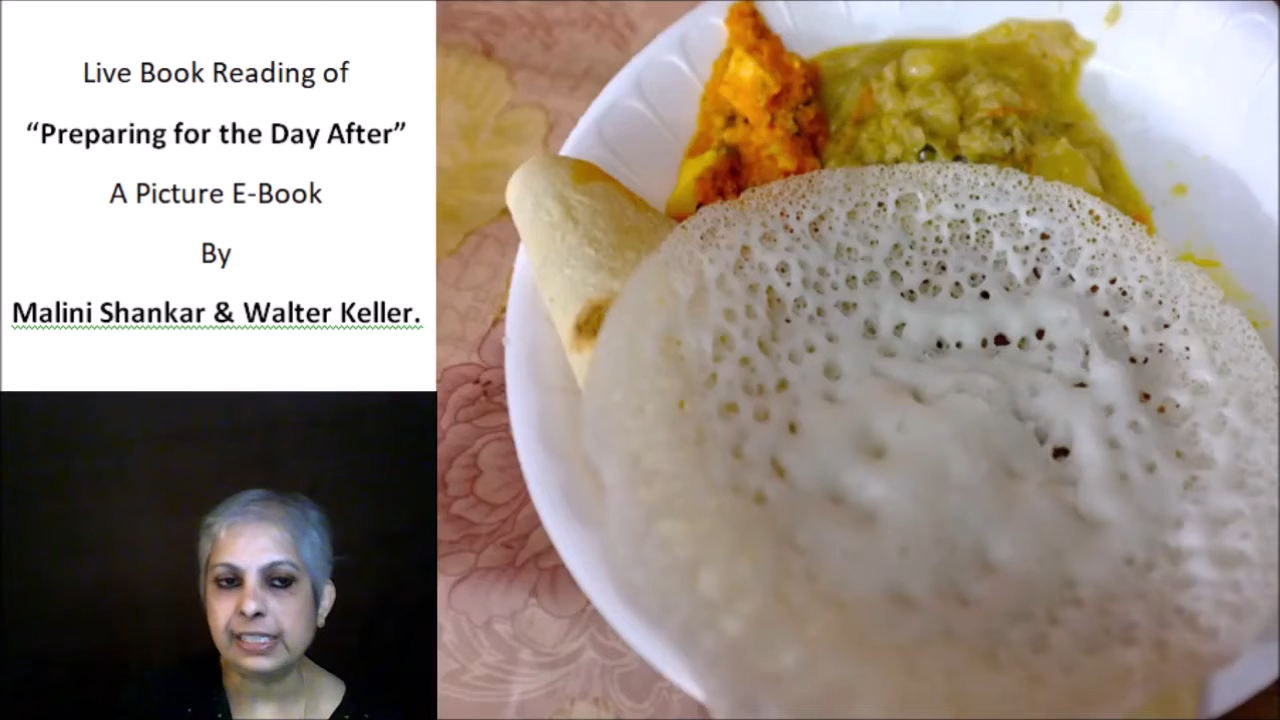 Live Book Reading of
“Preparing for the Day After”
A Picture E-Book
By
Malini Shankar & Walter Keller.